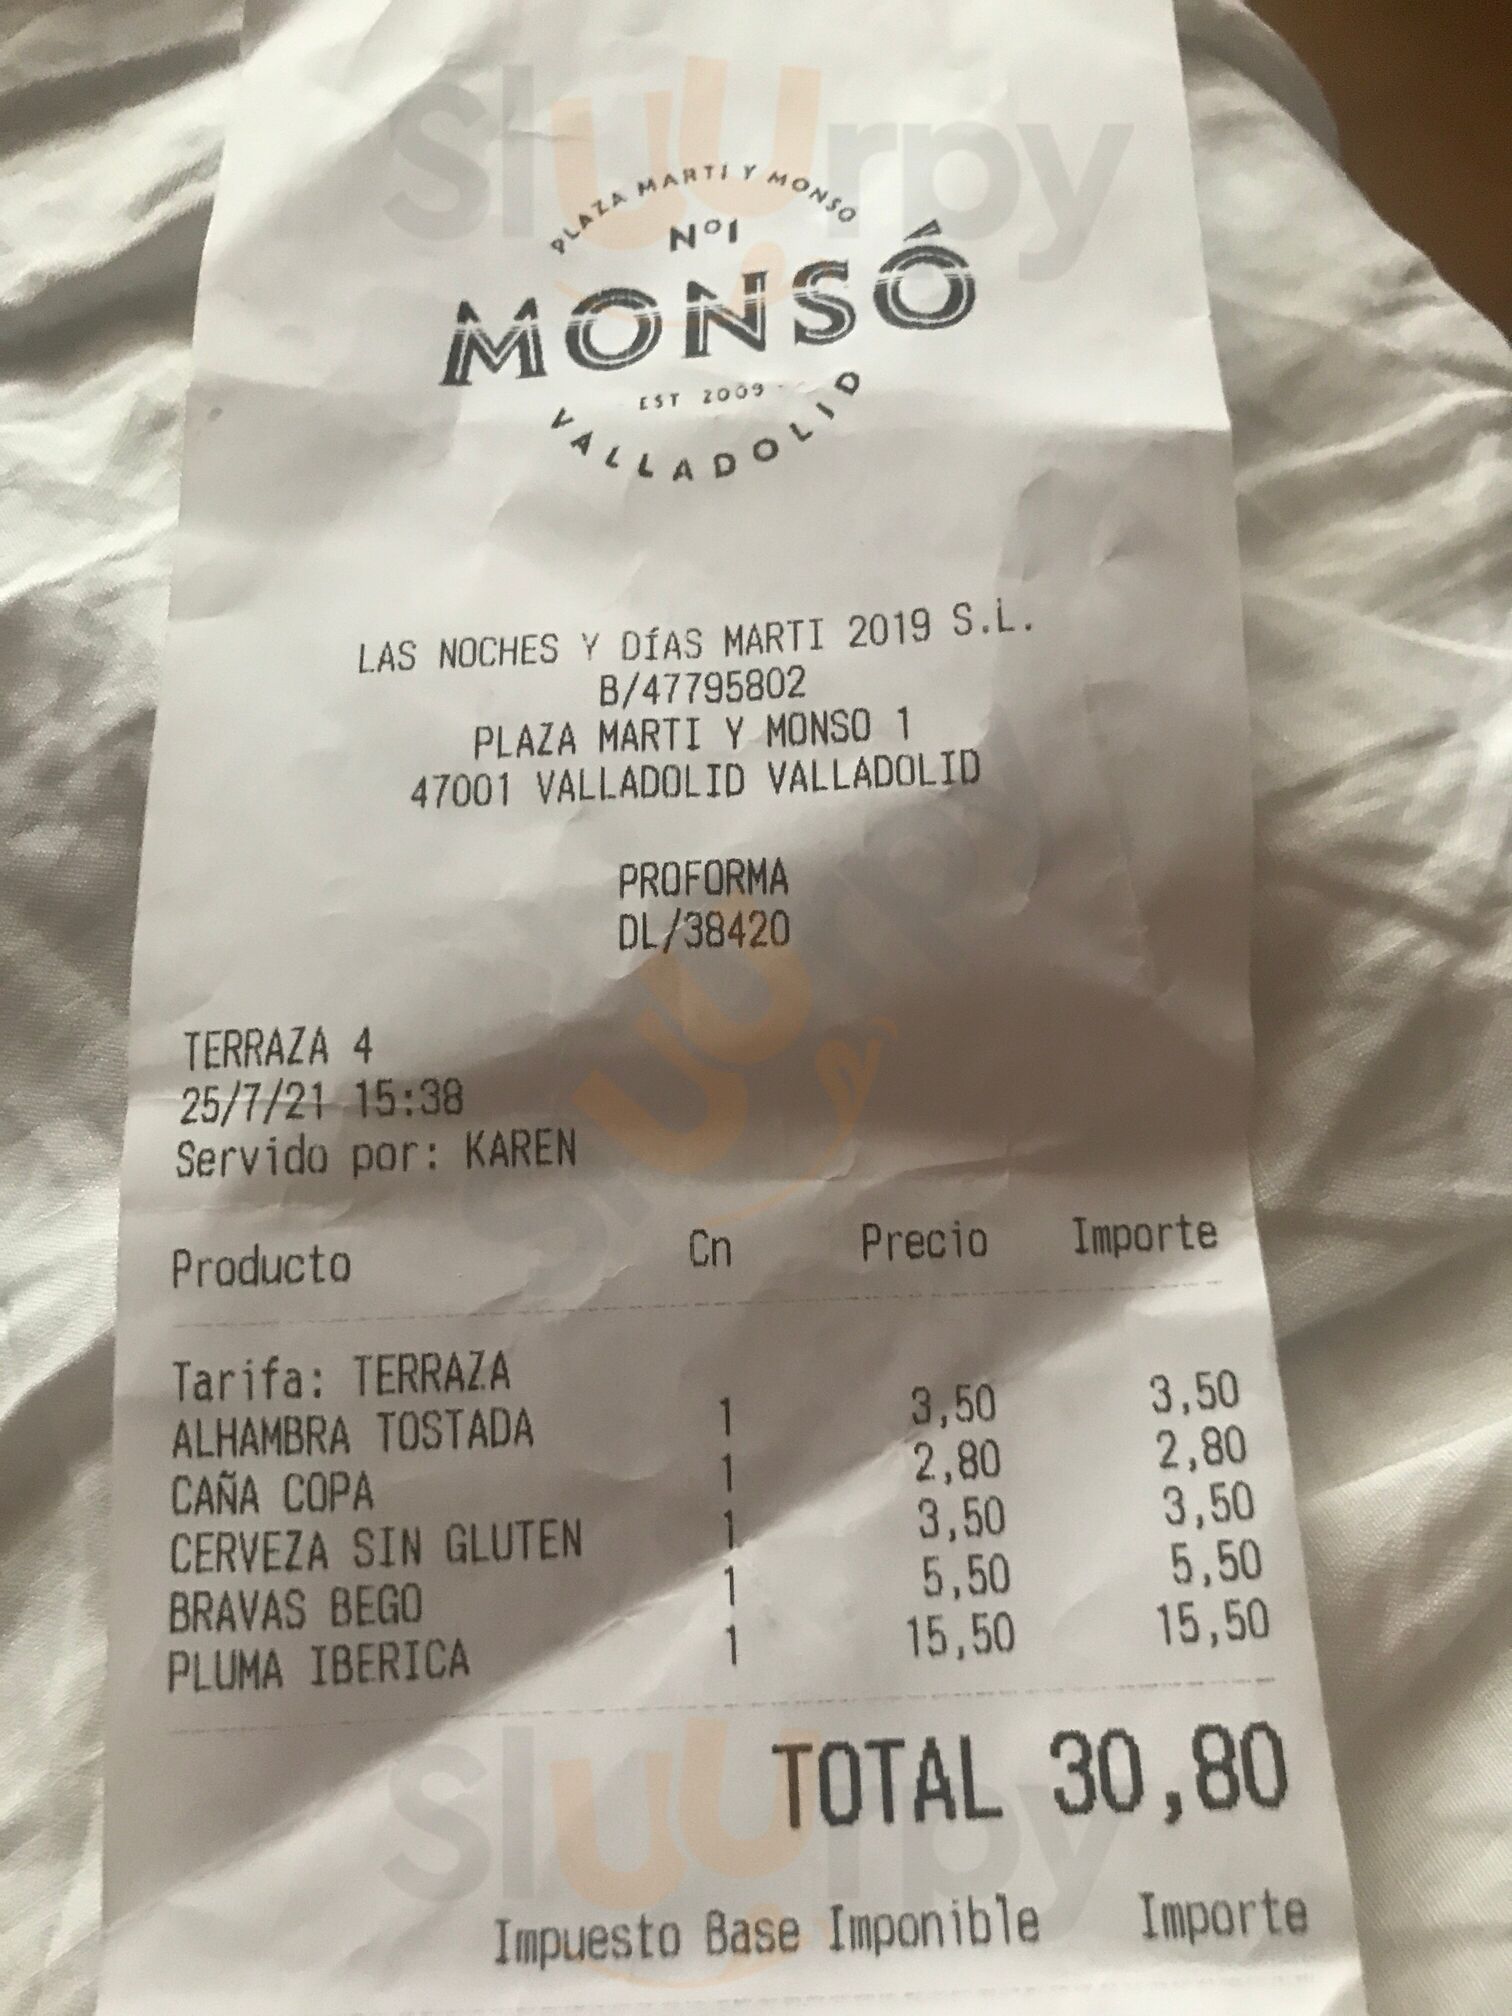 PLAZA MARTÍ Y MONSO
Nº1
MONSÓ
EST 2009
VALLADOLID
LAS NOCHES Y DíAS MARTI 2019 S.L.
B/47795802
PLAZA MARTI Y MONSO 1
47001 VALLADOLID VALLADOLID
PROFORMA
DL/38420
TERRAZA 4
25/7/21 15:38
Servido por: KAREN
Producto Cn Precio Importe
Tarifa: TERRAZA
ALHAMBRA TOSTADA 1 3,50 3,50
CAÑA COPA 1 2,80 2,80
CERVEZA SIN GLUTEN 1 3,50 3,50
BRAVAS BEGO 1 5,50 5,50
PLUMA IBERICA 1 15,50 15,50
TOTAL 30,80
Impuesto Base Imponible Importe
Sluurpy
Sluurpy
Sluurpy